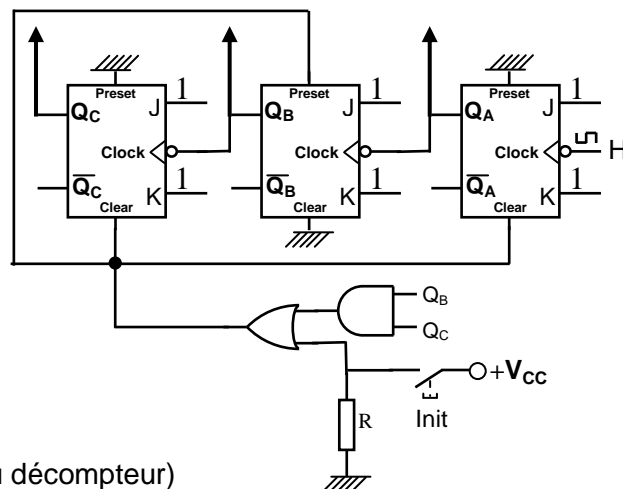 Preset Preset Preset
Q_C J 1 Q_B J 1 Q_A J 1
Clock Clock Clock H
Q̅_C K 1 Q̅_B K 1 Q̅_A K 1
Clear Clear Clear
Q_B
Q_C
+V_CC
R Init
décompteur)